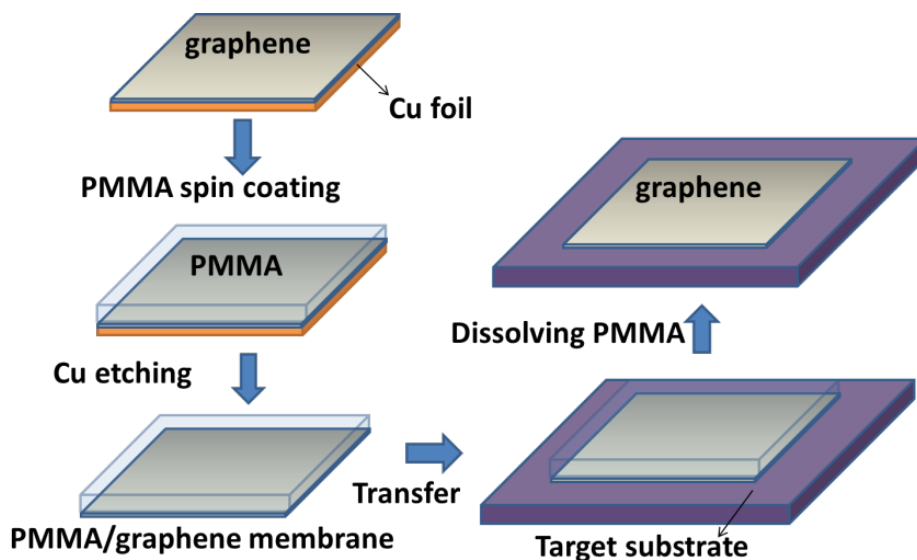 graphene
Cu foil
PMMA spin coating
PMMA
Cu etching
PMMA/graphene membrane
Transfer
Target substrate
Dissolving PMMA
graphene